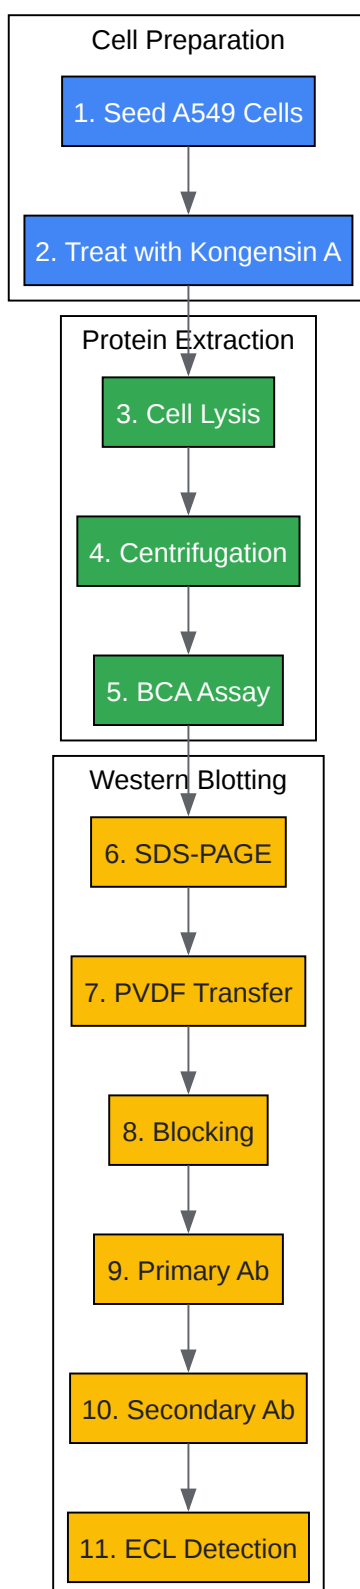 Cell Preparation
1. Seed A549 Cells
2. Treat with Kongensin A
Protein Extraction
3. Cell Lysis
4. Centrifugation
5. BCA Assay
Western Blotting
6. SDS-PAGE
7. PVDF Transfer
8. Blocking
9. Primary Ab
10. Secondary Ab
11. ECL Detection